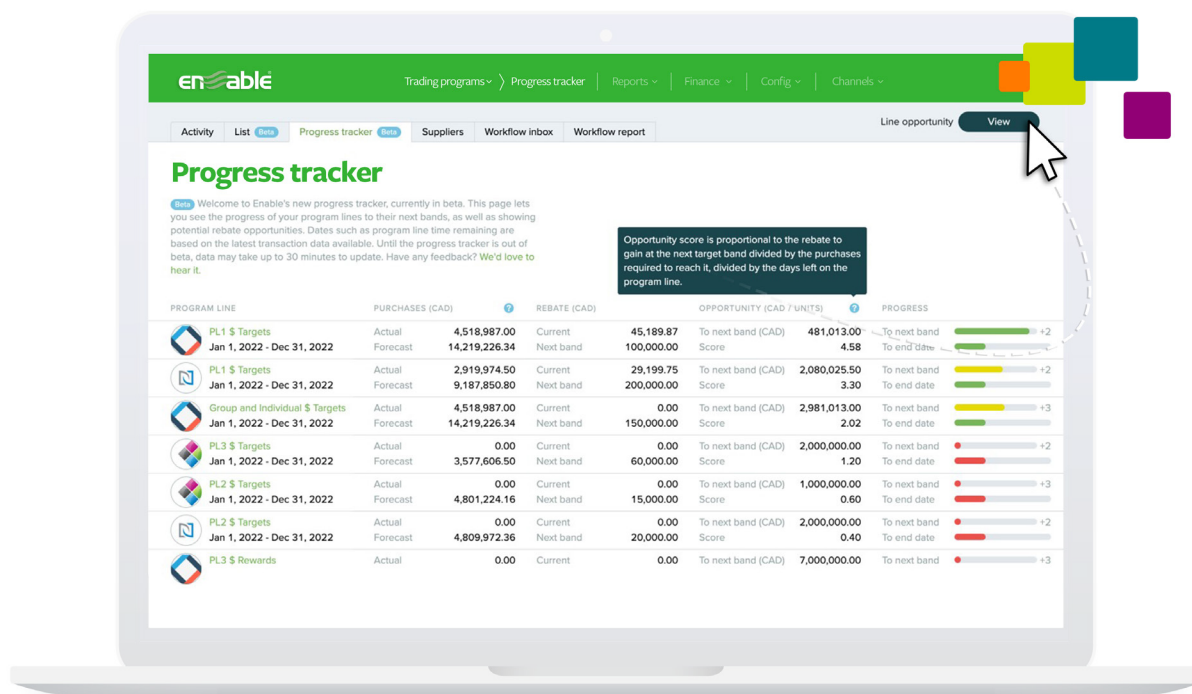 enable
Trading programs Progress tracker Reports Finance Config Channels
Activity List Beta Progress tracker Beta Suppliers Workflow inbox Workflow report
Line opportunity View
Progress tracker
Beta Welcome to Enable's new progress tracker, currently in beta. This page lets
you see the progress of your program lines to their next bands, as well as showing
potential rebate opportunities. Dates such as program line time remaining are
based on the latest transaction data available. Until the progress tracker is out of
beta, data may take up to 30 minutes to update. Have any feedback? We'd love to
hear it.
Opportunity score is proportional to the rebate to
gain at the next target band divided by the purchases
required to reach it, divided by the days left on the
program line.
PROGRAM LINE PURCHASES (CAD) ? REBATE (CAD) OPPORTUNITY (CAD / UNITS) ? PROGRESS
PL1 $ Targets Actual 4,518,987.00 Current 45,189.87 To next band (CAD) 481,013.00 To next band +2
Jan 1, 2022 - Dec 31, 2022 Forecast 14,219,226.34 Next band 100,000.00 Score 4.58 To end date
PL1 $ Targets Actual 2,919,974.50 Current 29,199.75 To next band (CAD) 2,080,025.50 To next band +2
Jan 1, 2022 - Dec 31, 2022 Forecast 9,187,850.80 Next band 200,000.00 Score 3.30 To end date
Group and Individual $ Targets Actual 4,518,987.00 Current 0.00 To next band (CAD) 2,981,013.00 To next band +3
Jan 1, 2022 - Dec 31, 2022 Forecast 14,219,226.34 Next band 150,000.00 Score 2.02 To end date
PL3 $ Targets Actual 0.00 Current 0.00 To next band (CAD) 2,000,000.00 To next band +2
Jan 1, 2022 - Dec 31, 2022 Forecast 3,577,606.50 Next band 60,000.00 Score 1.20 To end date
PL2 $ Targets Actual 0.00 Current 0.00 To next band (CAD) 1,000,000.00 To next band +3
Jan 1, 2022 - Dec 31, 2022 Forecast 4,801,224.16 Next band 15,000.00 Score 0.60 To end date
PL2 $ Targets Actual 0.00 Current 0.00 To next band (CAD) 2,000,000.00 To next band +2
Jan 1, 2022 - Dec 31, 2022 Forecast 4,809,972.36 Next band 20,000.00 Score 0.40 To end date
PL3 $ Rewards Actual 0.00 Current 0.00 To next band (CAD) 7,000,000.00 To next band +3